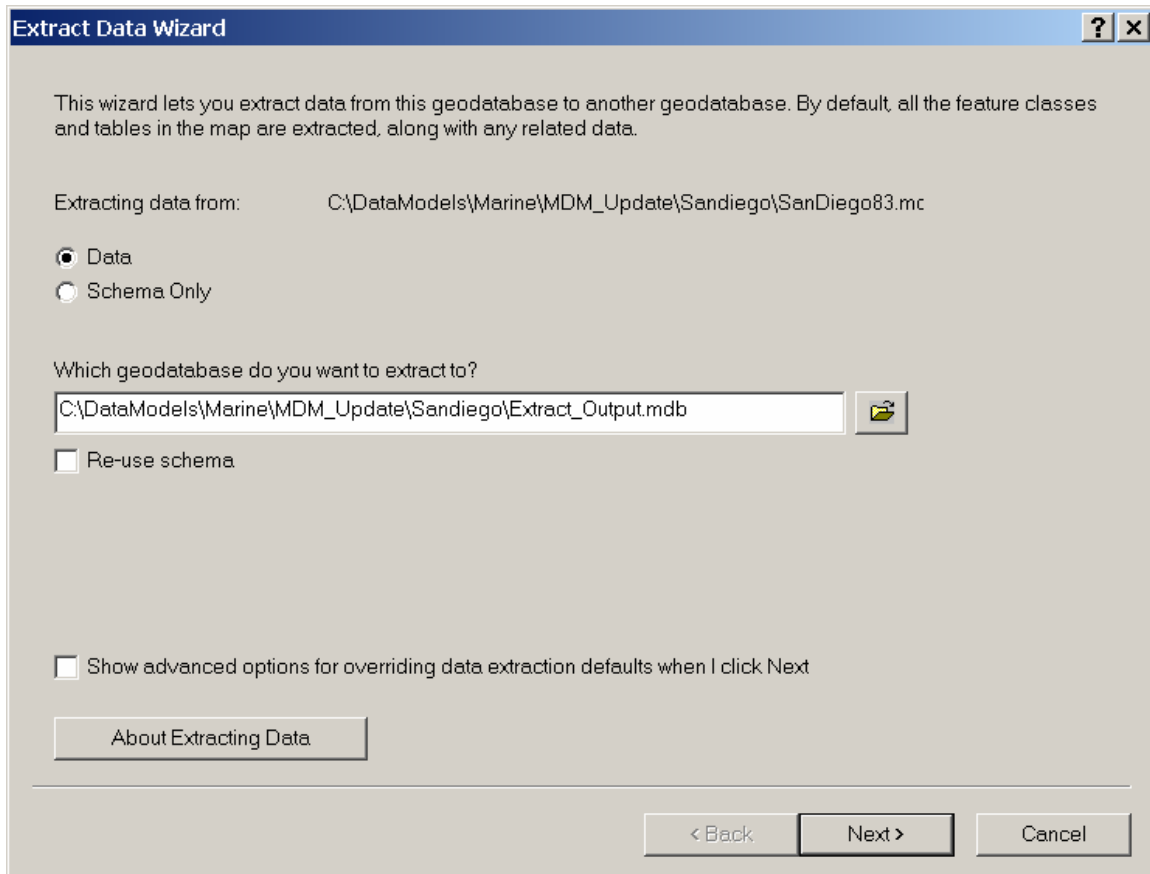 Extract Data Wizard
This wizard lets you extract data from this geodatabase to another geodatabase. By default, all the feature classes
and tables in the map are extracted, along with any related data.
Extracting data from: C:\DataModels\Marine\MDM_Update\Sandiego\SanDiego83.mc
Data
Schema Only
Which geodatabase do you want to extract to?
C:\DataModels\Marine\MDM_Update\Sandiego\Extract_Output.mdb
Re-use schema
Show advanced options for overriding data extraction defaults when I click Next
About Extracting Data
< Back Next > Cancel